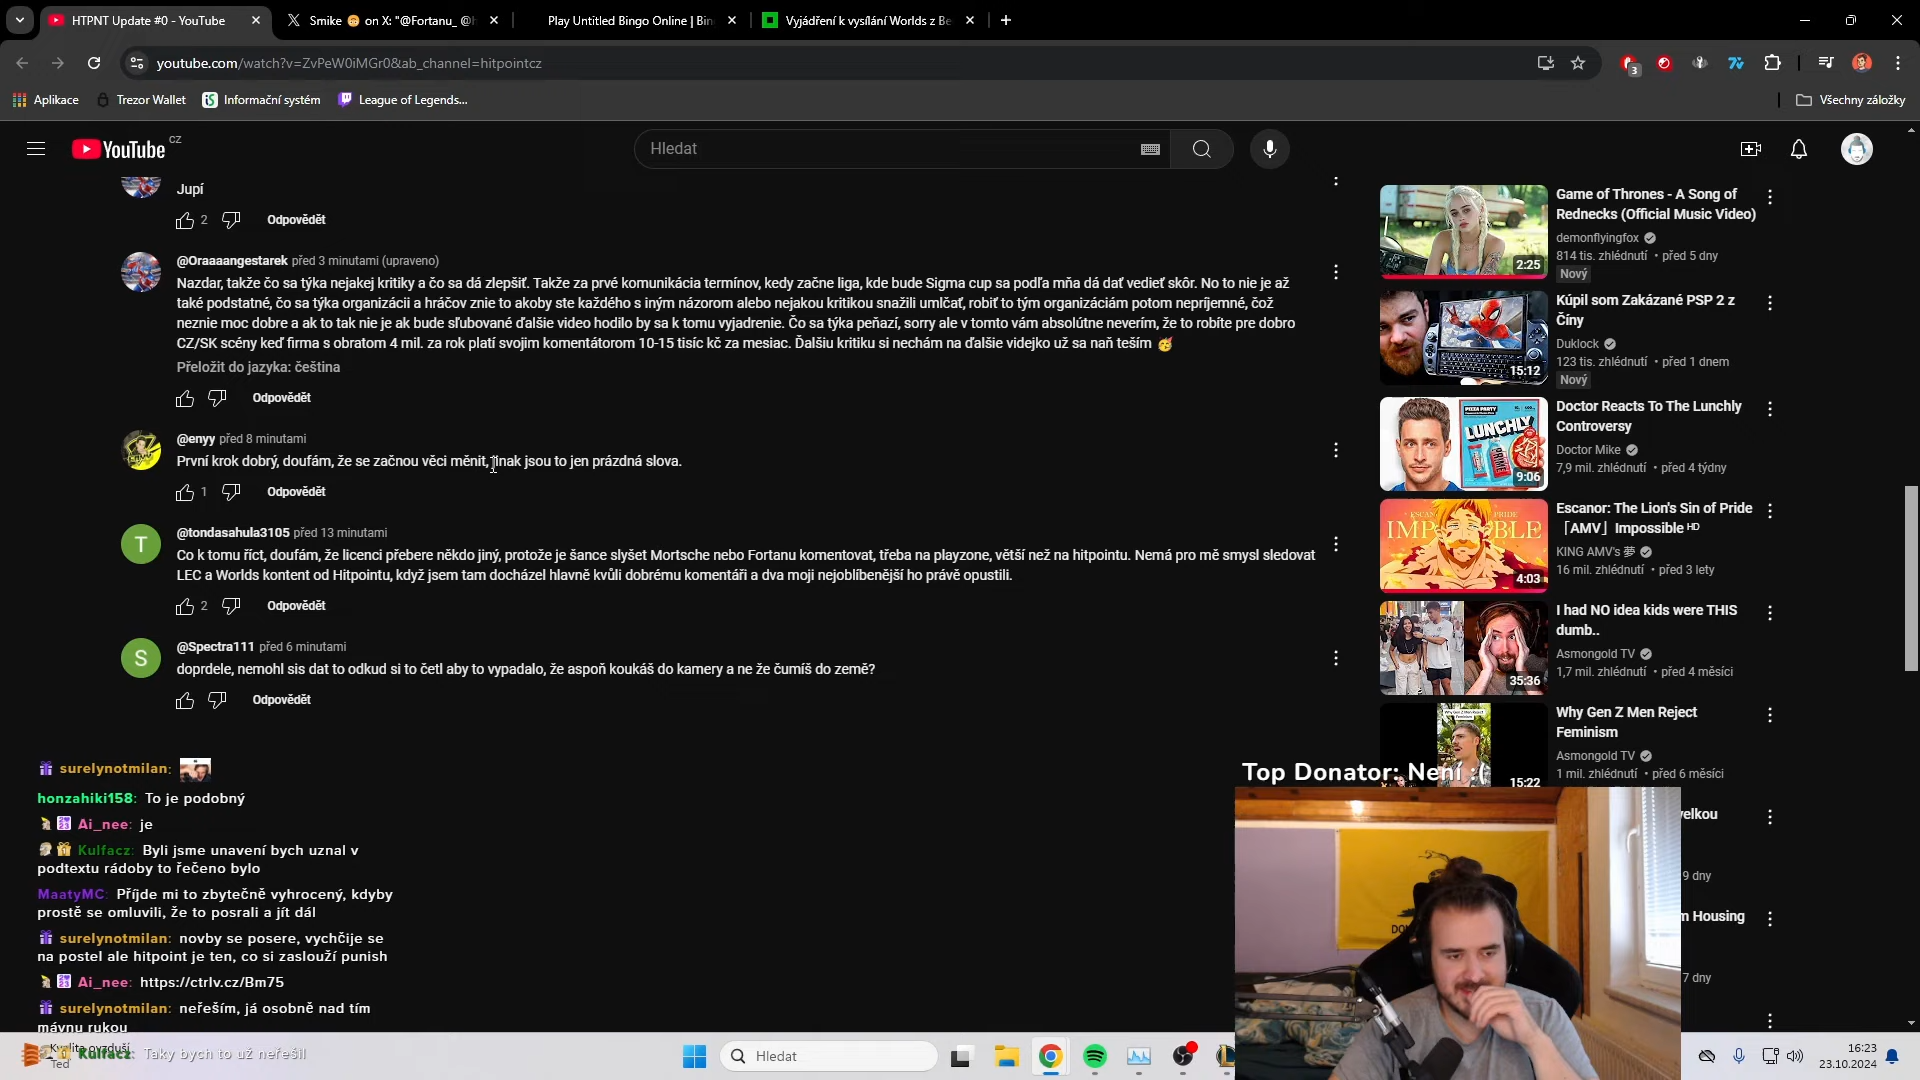 HTPNT Update #0 - YouTube
Smike on X: "@Fortanu_ @h
Play Untitled Bingo Online | Bin
Vyjádření k vysílání Worlds z Be
youtube.com/watch?v=ZvPeW0iMGr0&ab_channel=hitpointcz
3
Aplikace
Trezor Wallet
Informační systém
League of Legends...
Všechny záložky
YouTube CZ
Hledat
Jupí
2
Odpovědět
@Oraaaangestarek před 3 minutami (upraveno)
Nazdar, takže čo sa týka nejakej kritiky a čo sa dá zlepšiť. Takže za prvé komunikácia termínov, kedy začne liga, kde bude Sigma cup sa podľa mňa dá dať vedieť skôr. No to nie je až
také podstatné, čo sa týka organizácii a hráčov znie to akoby ste každého s iným názorom alebo nejakou kritikou snažili umlčať, robiť to tým organizáciám potom nepríjemné, čož
neznie moc dobre a ak to tak nie je ak bude sľubované ďalšie video hodilo by sa k tomu vyjadrenie. Čo sa týka peňazí, sorry ale v tomto vám absolútne neverím, že to robíte pre dobro
CZ/SK scény keď firma s obratom 4 mil. za rok platí svojim komentátorom 10-15 tisíc kč za mesiac. Ďalšiu kritiku si nechám na ďalšie videjko už sa naň teším 🥳
Přeložit do jazyka: čeština
Odpovědět
@enyy před 8 minutami
První krok dobrý, doufám, že se začnou věci měnit, jinak jsou to jen prázdná slova.
1
Odpovědět
@tondasahula3105 před 13 minutami
Co k tomu říct, doufám, že licenci přebere někdo jiný, protože je šance slyšet Mortsche nebo Fortanu komentovat, třeba na playzone, větší než na hitpointu. Nemá pro mě smysl sledovat
LEC a Worlds kontent od Hitpointu, když jsem tam docházel hlavně kvůli dobrému komentáři a dva moji nejoblíbenější ho právě opustili.
2
Odpovědět
@Spectra111 před 6 minutami
doprdele, nemohl sis dat to odkud si to četl aby to vypadalo, že aspoň koukáš do kamery a ne že čumíš do země?
Odpovědět
T
S
Game of Thrones - A Song of
Rednecks (Official Music Video)
demonflyingfox
814 tis. zhlédnutí • před 5 dny
Nový
2:25
Kúpil som Zakázané PSP 2 z
Číny
Duklock
123 tis. zhlédnutí • před 1 dnem
Nový
15:12
Doctor Reacts To The Lunchly
Controversy
Doctor Mike
7,9 mil. zhlédnutí • před 4 týdny
LUNCHLY
9:06
Escanor: The Lion's Sin of Pride
「AMV」Impossible ᴴᴰ
KING AMV's 夢
16 mil. zhlédnutí • před 3 lety
4:03
I had NO idea kids were THIS
dumb..
Asmongold TV
1,7 mil. zhlédnutí • před 4 měsíci
35:36
Why Gen Z Men Reject
Feminism
Asmongold TV
1 mil. zhlédnutí • před 6 měsíci
15:22
velkou
9 dny
m Housing
7 dny
Top Donator: Není :(
surelynotmilan:
honzahiki158: To je podobný
Ai_nee: je
Kulfacz: Byli jsme unavení bych uznal v
podtextu rádoby to řečeno bylo
MaatyMC: Příjde mi to zbytečně vyhrocený, kdyby
prostě se omluvili, že to posrali a jít dál
surelynotmilan: novby se posere, vychčije se
na postel ale hitpoint je ten, co si zaslouží punish
Ai_nee: https://ctrlv.cz/Bm75
surelynotmilan: neřeším, já osobně nad tím
mávnu rukou
Kulfacz: Taky bych to už neřešil
Kvalita ovzduší
Teď
Hledat
16:23
23.10.2024